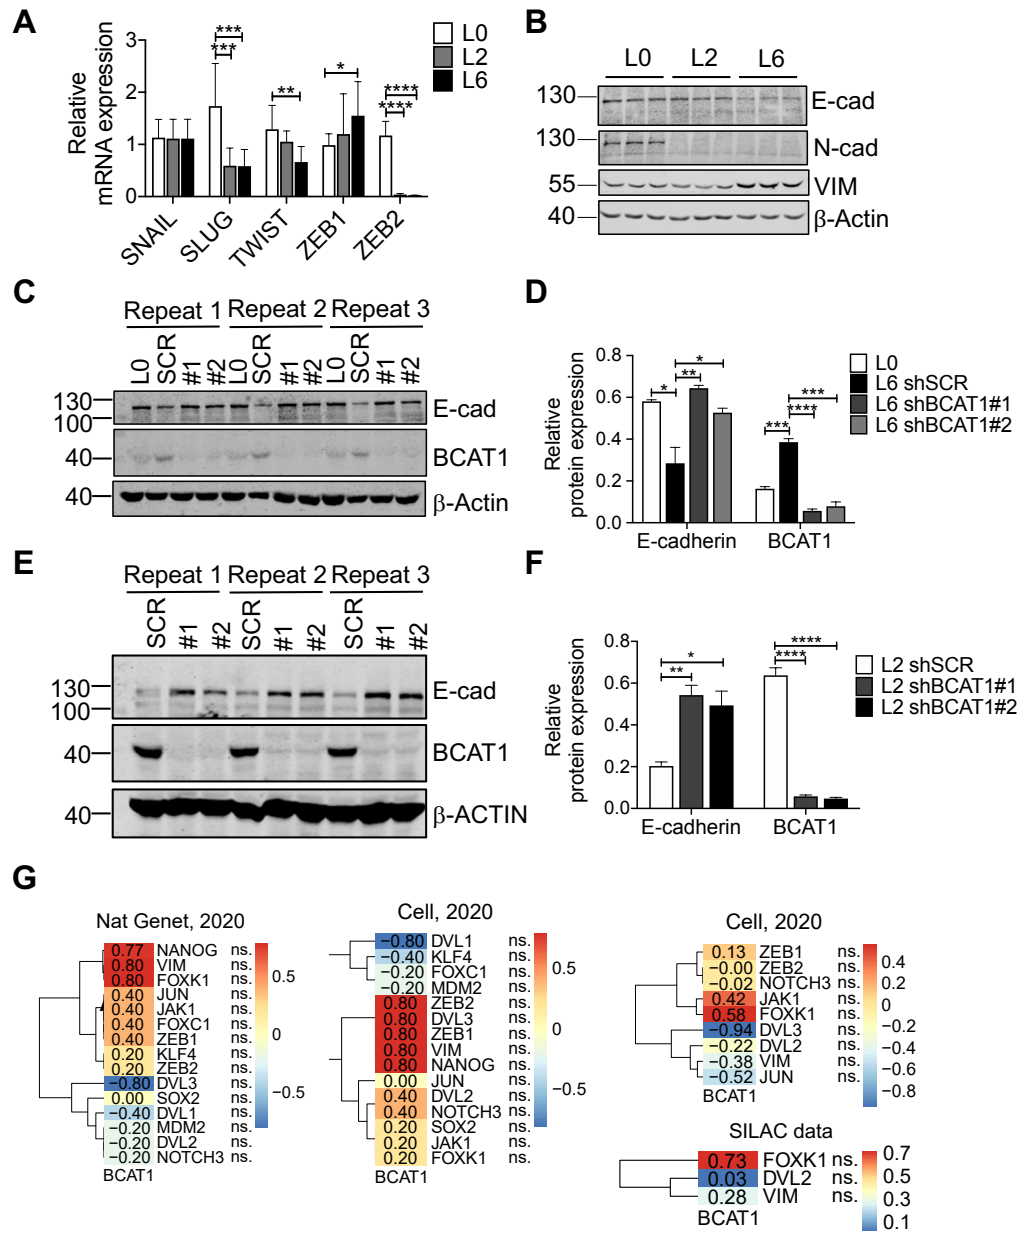 A
Relative
mRNA expression
3
2
1
0
*** *** ** * **** ****
SNAIL SLUG TWIST ZEB1 ZEB2
L0
L2
L6
B
L0 L2 L6
130 E-cad
130 N-cad
55 VIM
40 β-Actin
C
Repeat 1 Repeat 2 Repeat 3
L0 SCR #1 #2 L0 SCR #1 #2 L0 SCR #1 #2
130 E-cad
100
40 BCAT1
40 β-Actin
D
Relative
protein expression
0.8
0.6
0.4
0.2
0.0
* ** * *** **** ***
E-cadherin BCAT1
L0
L6 shSCR
L6 shBCAT1#1
L6 shBCAT1#2
E
Repeat 1 Repeat 2 Repeat 3
SCR #1 #2 SCR #1 #2 SCR #1 #2
130 E-cad
100
40 BCAT1
40 β-ACTIN
F
Relative
protein expression
0.8
0.6
0.4
0.2
0.0
** * **** ****
E-cadherin BCAT1
L2 shSCR
L2 shBCAT1#1
L2 shBCAT1#2
G
Nat Genet, 2020
0.77 NANOG ns.
0.80 VIM ns.
0.80 FOXK1 ns.
0.40 JUN ns.
0.40 JAK1 ns.
0.40 FOXC1 ns.
0.40 ZEB1 ns.
0.20 KLF4 ns.
0.20 ZEB2 ns.
−0.80 DVL3 ns.
0.00 SOX2 ns.
−0.40 DVL1 ns.
−0.20 MDM2 ns.
−0.20 DVL2 ns.
−0.20 NOTCH3 ns.
BCAT1
0.5
0
−0.5
Cell, 2020
−0.80 DVL1 ns.
−0.40 KLF4 ns.
−0.20 FOXC1 ns.
−0.20 MDM2 ns.
0.80 ZEB2 ns.
0.80 DVL3 ns.
0.80 ZEB1 ns.
0.80 VIM ns.
0.80 NANOG ns.
0.00 JUN ns.
0.40 DVL2 ns.
0.40 NOTCH3 ns.
0.20 SOX2 ns.
0.20 JAK1 ns.
0.20 FOXK1 ns.
BCAT1
0.5
0
−0.5
Cell, 2020
0.13 ZEB1 ns.
−0.00 ZEB2 ns.
−0.02 NOTCH3 ns.
0.42 JAK1 ns.
0.58 FOXK1 ns.
−0.94 DVL3 ns.
−0.22 DVL2 ns.
−0.38 VIM ns.
−0.52 JUN ns.
BCAT1
0.4
0.2
0
−0.2
−0.4
−0.6
−0.8
SILAC data
0.73 FOXK1 ns.
0.03 DVL2 ns.
0.28 VIM ns.
BCAT1
0.7
0.5
0.3
0.1